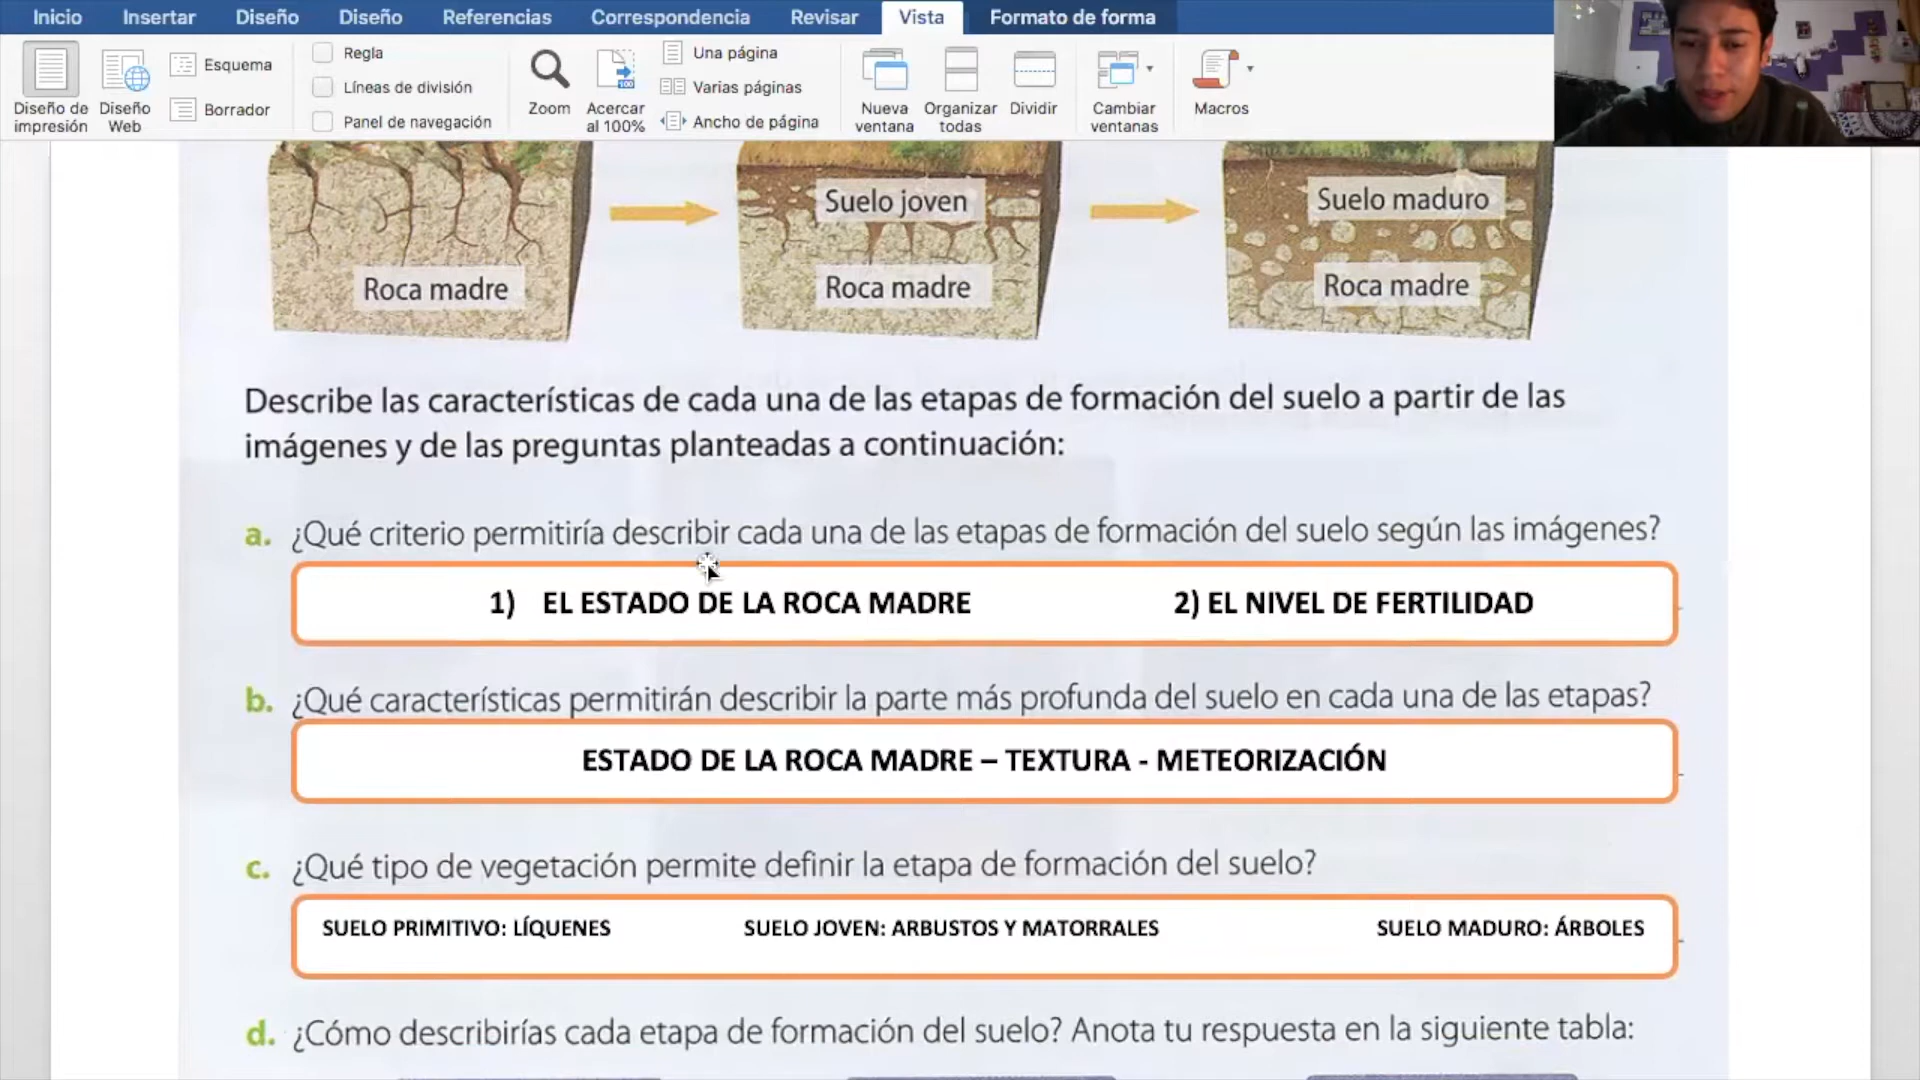 Inicio Insertar Diseño Diseño Referencias Correspondencia Revisar Vista Formato de forma
Diseño de impresión
Diseño Web
Esquema
Borrador
Regla
Líneas de división
Panel de navegación
Zoom
Acercar al 100%
100
Una página
Varias páginas
Ancho de página
Nueva ventana
Organizar todas
Dividir
Cambiar ventanas
Macros
Suelo joven
Suelo maduro
Roca madre
Roca madre
Roca madre
Describe las características de cada una de las etapas de formación del suelo a partir de las
imágenes y de las preguntas planteadas a continuación:
a. ¿Qué criterio permitiría describir cada una de las etapas de formación del suelo según las imágenes?
1) EL ESTADO DE LA ROCA MADRE 2) EL NIVEL DE FERTILIDAD
b. ¿Qué características permitirán describir la parte más profunda del suelo en cada una de las etapas?
ESTADO DE LA ROCA MADRE – TEXTURA - METEORIZACIÓN
c. ¿Qué tipo de vegetación permite definir la etapa de formación del suelo?
SUELO PRIMITIVO: LÍQUENES SUELO JOVEN: ARBUSTOS Y MATORRALES SUELO MADURO: ÁRBOLES
d. ¿Cómo describirías cada etapa de formación del suelo? Anota tu respuesta en la siguiente tabla: